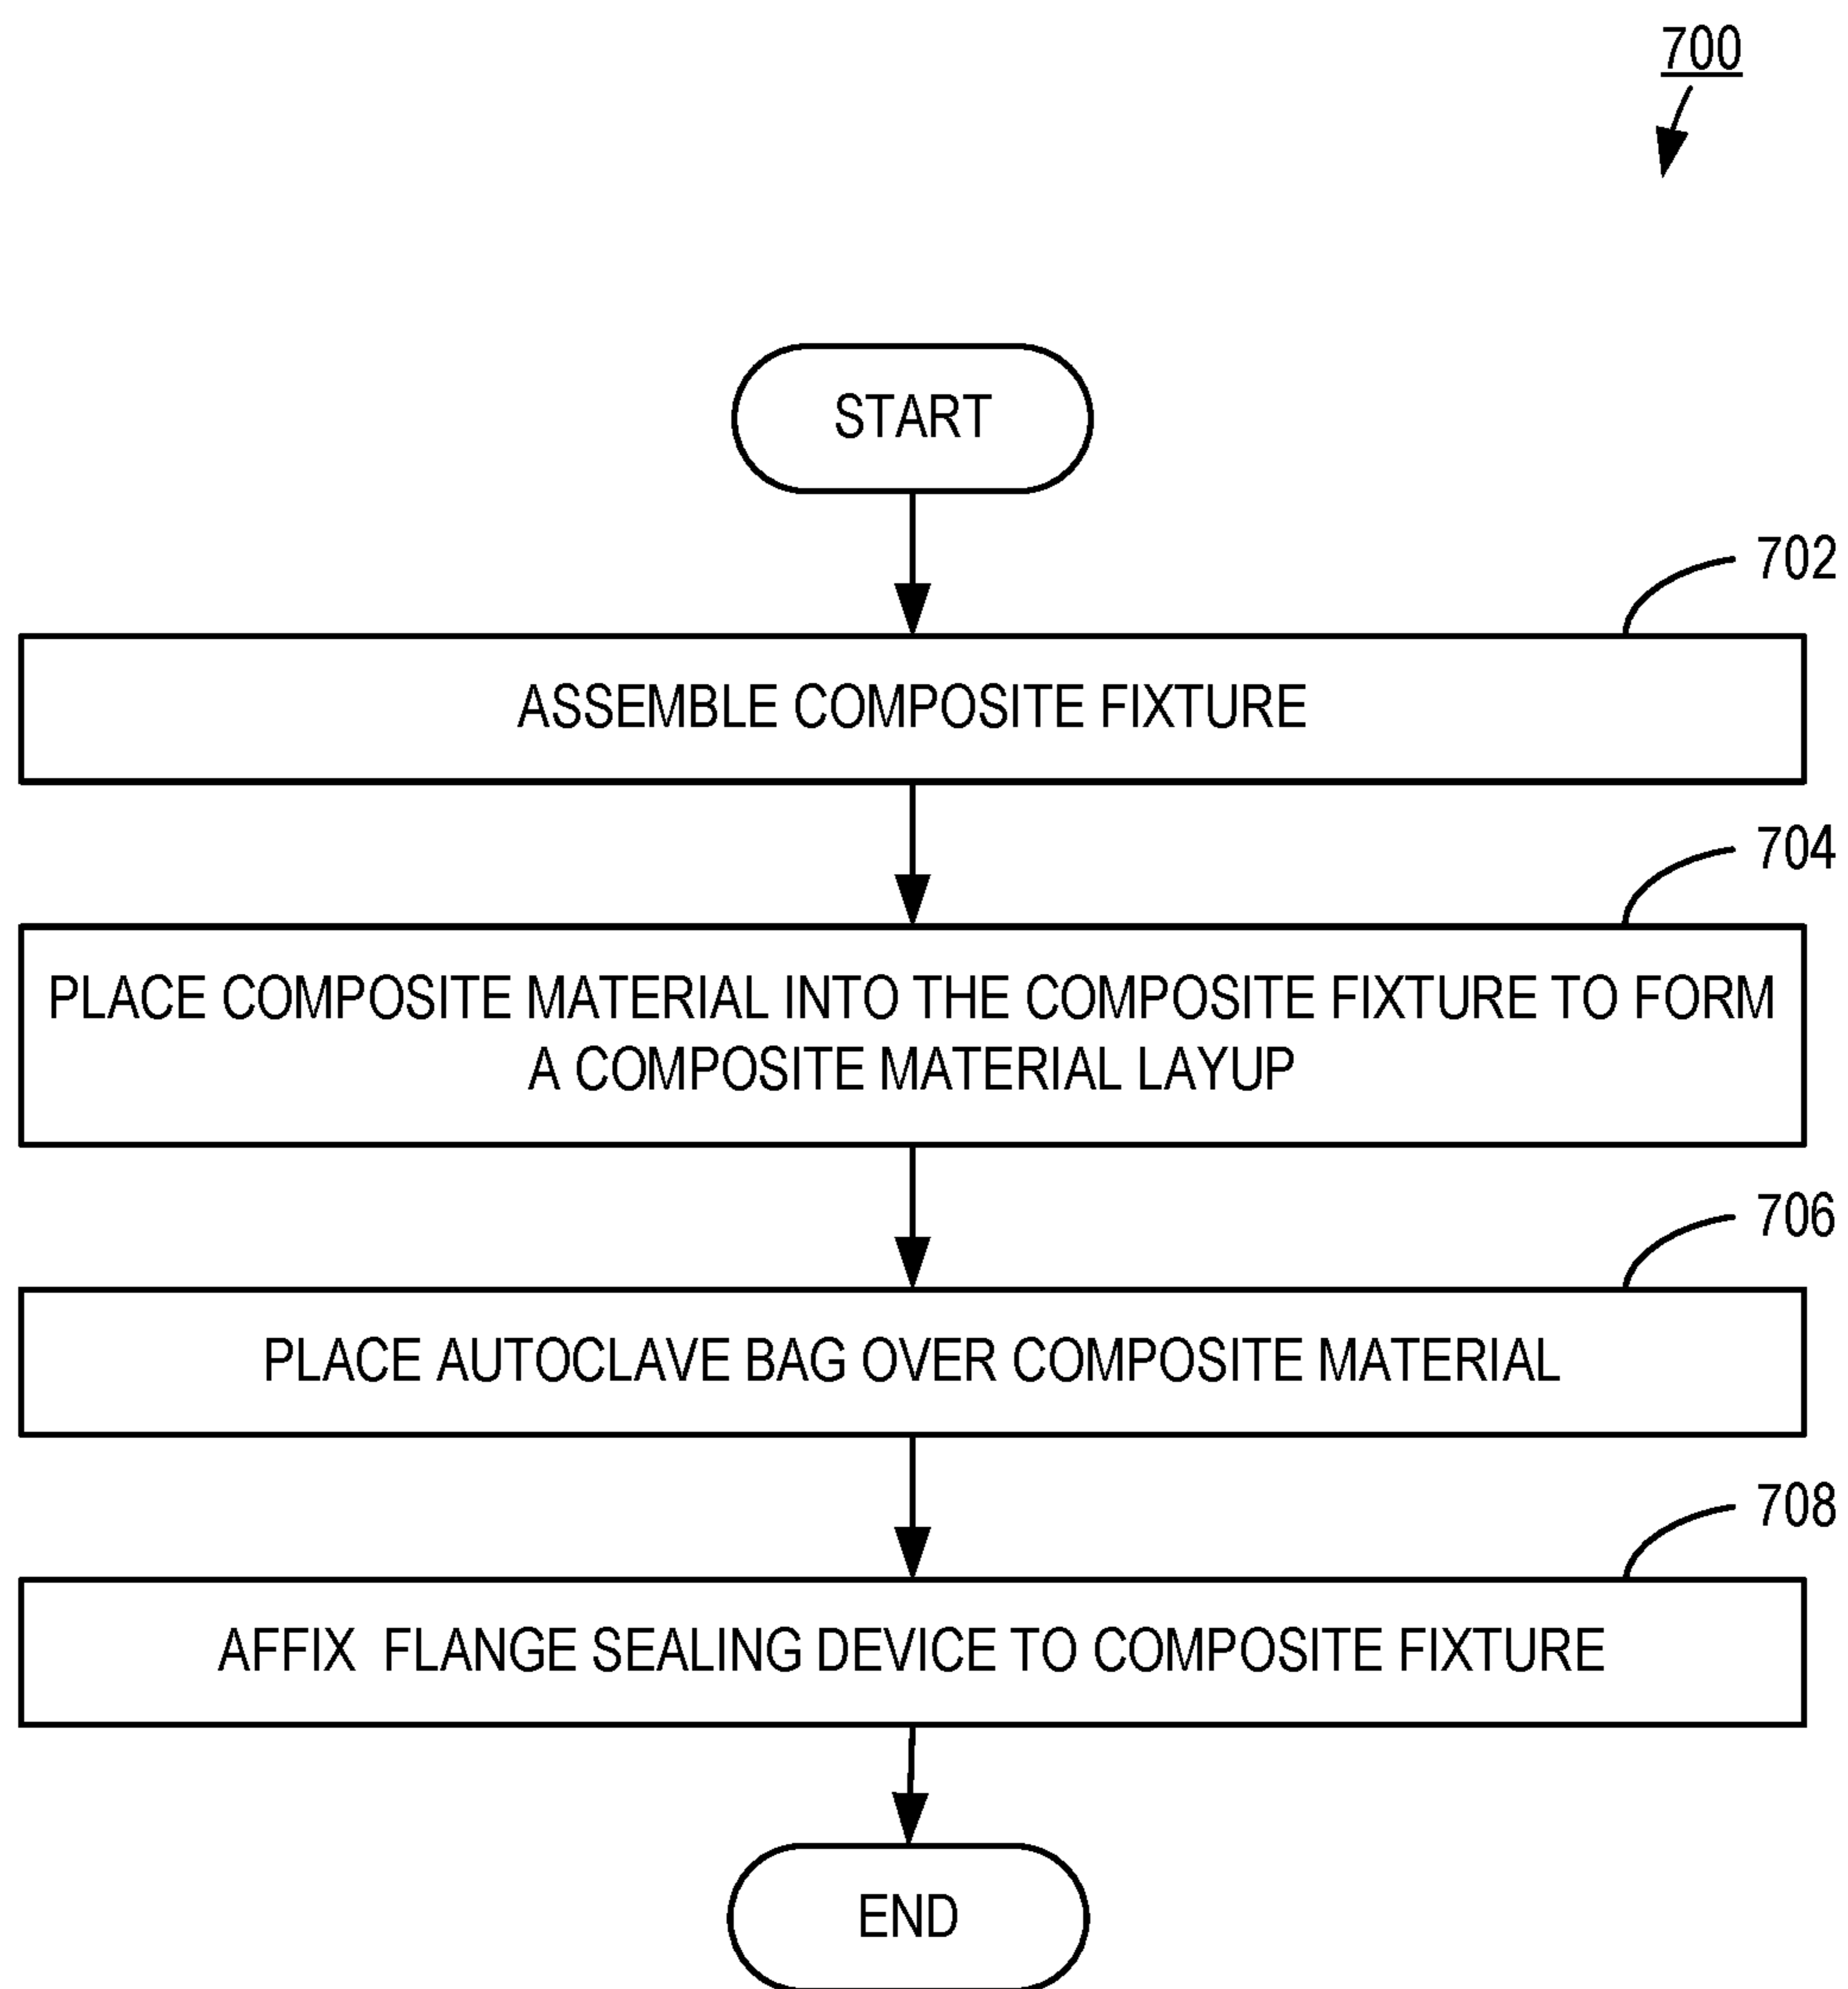 700
START
702
ASSEMBLE COMPOSITE FIXTURE
704
PLACE COMPOSITE MATERIAL INTO THE COMPOSITE FIXTURE TO FORM
A COMPOSITE MATERIAL LAYUP
706
PLACE AUTOCLAVE BAG OVER COMPOSITE MATERIAL
708
AFFIX  FLANGE SEALING DEVICE TO COMPOSITE FIXTURE
END